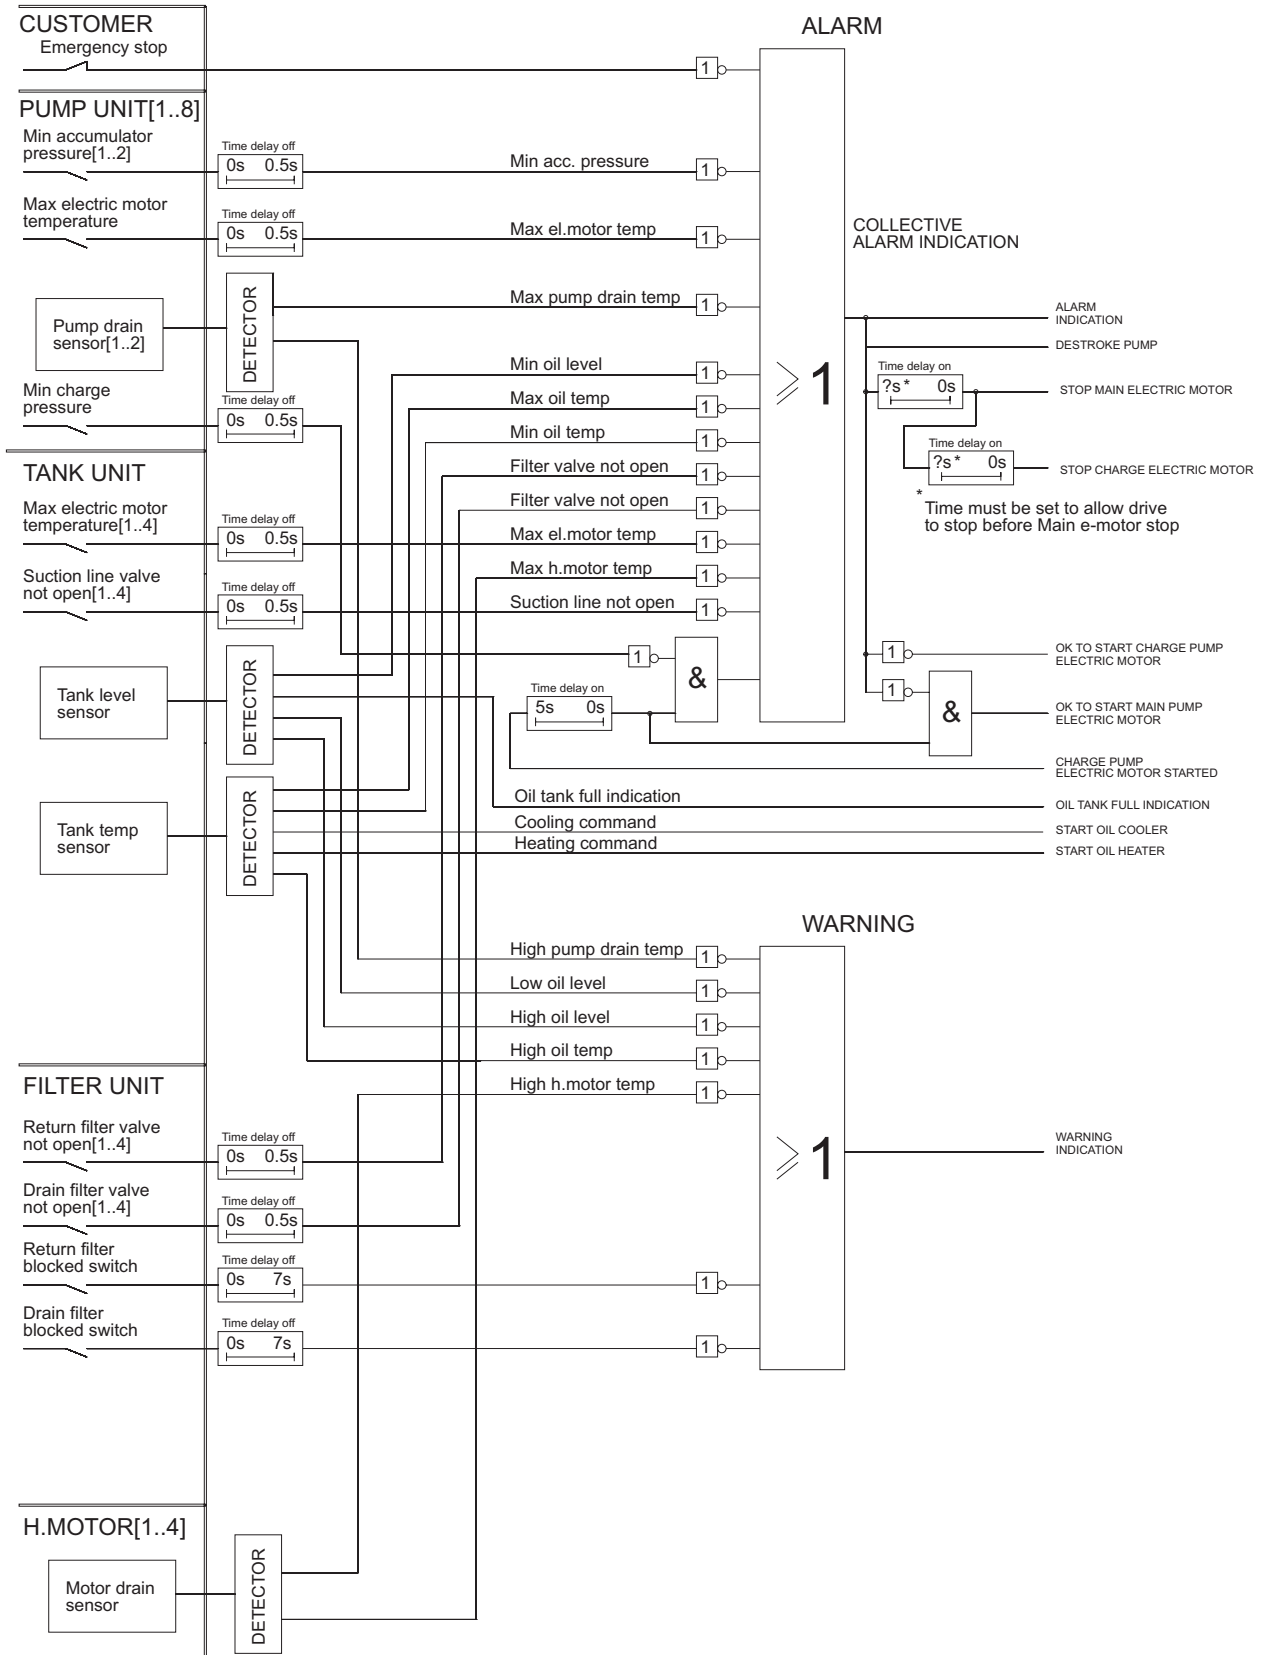 CUSTOMER
Emergency stop
1
ALARM
PUMP UNIT[1..8]
Min accumulator
pressure[1..2]
Time delay off
0s 0.5s
Min acc. pressure
1
Max electric motor
temperature
Time delay off
0s 0.5s
Max el.motor temp
1
COLLECTIVE
ALARM INDICATION
Pump drain
sensor[1..2]
DETECTOR
Max pump drain temp
1
ALARM
INDICATION
DESTROKE PUMP
Min oil level
1
⩾ 1
Time delay on
?s* 0s
STOP MAIN ELECTRIC MOTOR
Min charge
pressure
Time delay off
0s 0.5s
Max oil temp
1
Min oil temp
1
Time delay on
?s* 0s
STOP CHARGE ELECTRIC MOTOR
*
Time must be set to allow drive
to stop before Main e-motor stop
TANK UNIT
Filter valve not open
1
Filter valve not open
1
Max electric motor
temperature[1..4]
Time delay off
0s 0.5s
Max el.motor temp
1
Max h.motor temp
1
Suction line valve
not open[1..4]
Time delay off
0s 0.5s
Suction line not open
1
1
&
1
OK TO START CHARGE PUMP
ELECTRIC MOTOR
Tank level
sensor
DETECTOR
Time delay on
5s 0s
1
&
OK TO START MAIN PUMP
ELECTRIC MOTOR
CHARGE PUMP
ELECTRIC MOTOR STARTED
Tank temp
sensor
DETECTOR
Oil tank full indication
OIL TANK FULL INDICATION
Cooling command
START OIL COOLER
Heating command
START OIL HEATER
WARNING
High pump drain temp
1
Low oil level
1
High oil level
1
High oil temp
1
High h.motor temp
1
⩾ 1
WARNING
INDICATION
FILTER UNIT
Return filter valve
not open[1..4]
Time delay off
0s 0.5s
Drain filter valve
not open[1..4]
Time delay off
0s 0.5s
Return filter
blocked switch
Time delay off
0s 7s
1
Drain filter
blocked switch
Time delay off
0s 7s
1
H.MOTOR[1..4]
Motor drain
sensor
DETECTOR